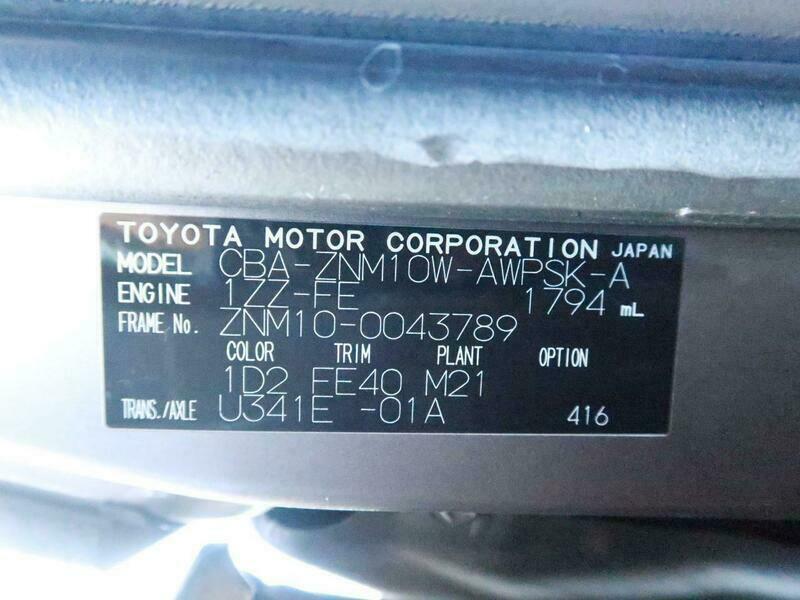 TOYOTA MOTOR CORPORATION JAPAN
MODEL CBA-ZNM10W-AWPSK-A
ENGINE 1ZZ-FE 1794 mL
FRAME No. ZNM10-0043789
COLOR TRIM PLANT OPTION
1D2 FE40 M21
TRANS./AXLE U341E -01A 416